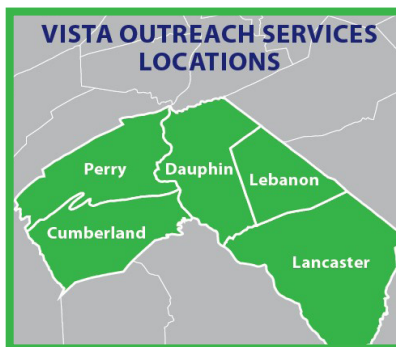 VISTA OUTREACH SERVICES
LOCATIONS
Perry
Dauphin
Lebanon
Cumberland
Lancaster